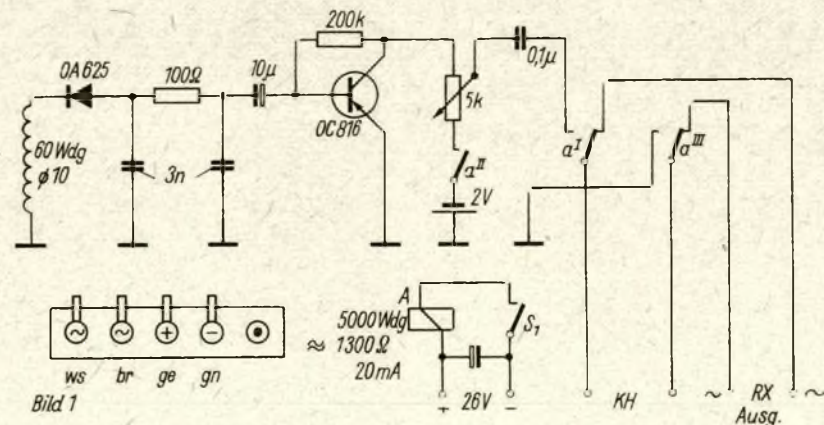 200k
0A625
100Ω
10µ
0,1µ
5k
OC816
60Wdg
ø10
3n
a^I
a^III
a^II
2V
A
5000Wdg
≈ 1300Ω
20mA
S₁
ws br ge gn
+ 26V −
KH
~ RX ~
Ausg.
Bild 1